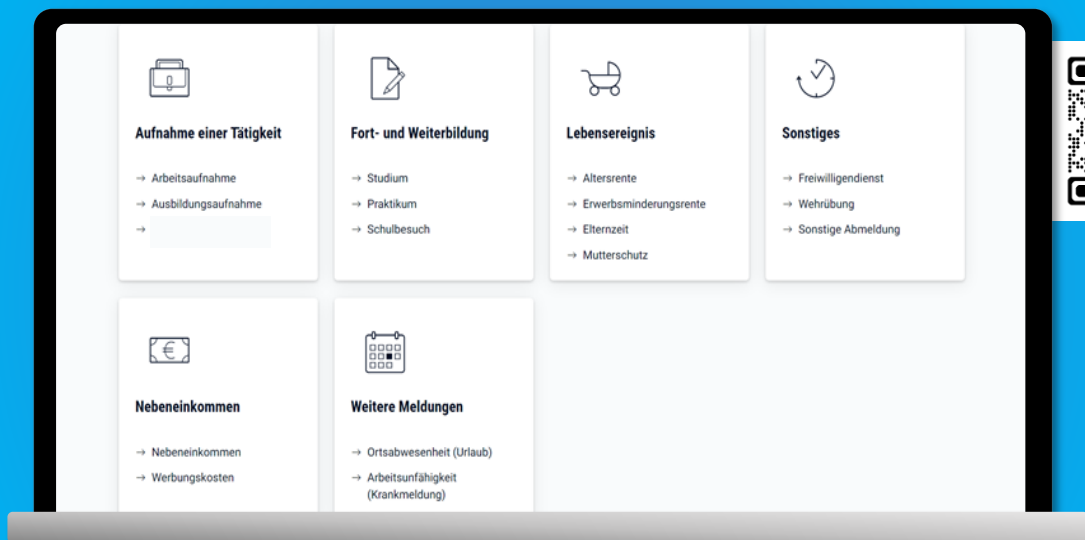 Aufnahme einer Tätigkeit
→ Arbeitsaufnahme
→ Ausbildungsaufnahme
→
Fort- und Weiterbildung
→ Studium
→ Praktikum
→ Schulbesuch
Lebensereignis
→ Altersrente
→ Erwerbsminderungsrente
→ Elternzeit
→ Mutterschutz
Sonstiges
→ Freiwilligendienst
→ Wehrübung
→ Sonstige Abmeldung
Nebeneinkommen
→ Nebeneinkommen
→ Werbungskosten
Weitere Meldungen
→ Ortsabwesenheit (Urlaub)
→ Arbeitsunfähigkeit
(Krankmeldung)